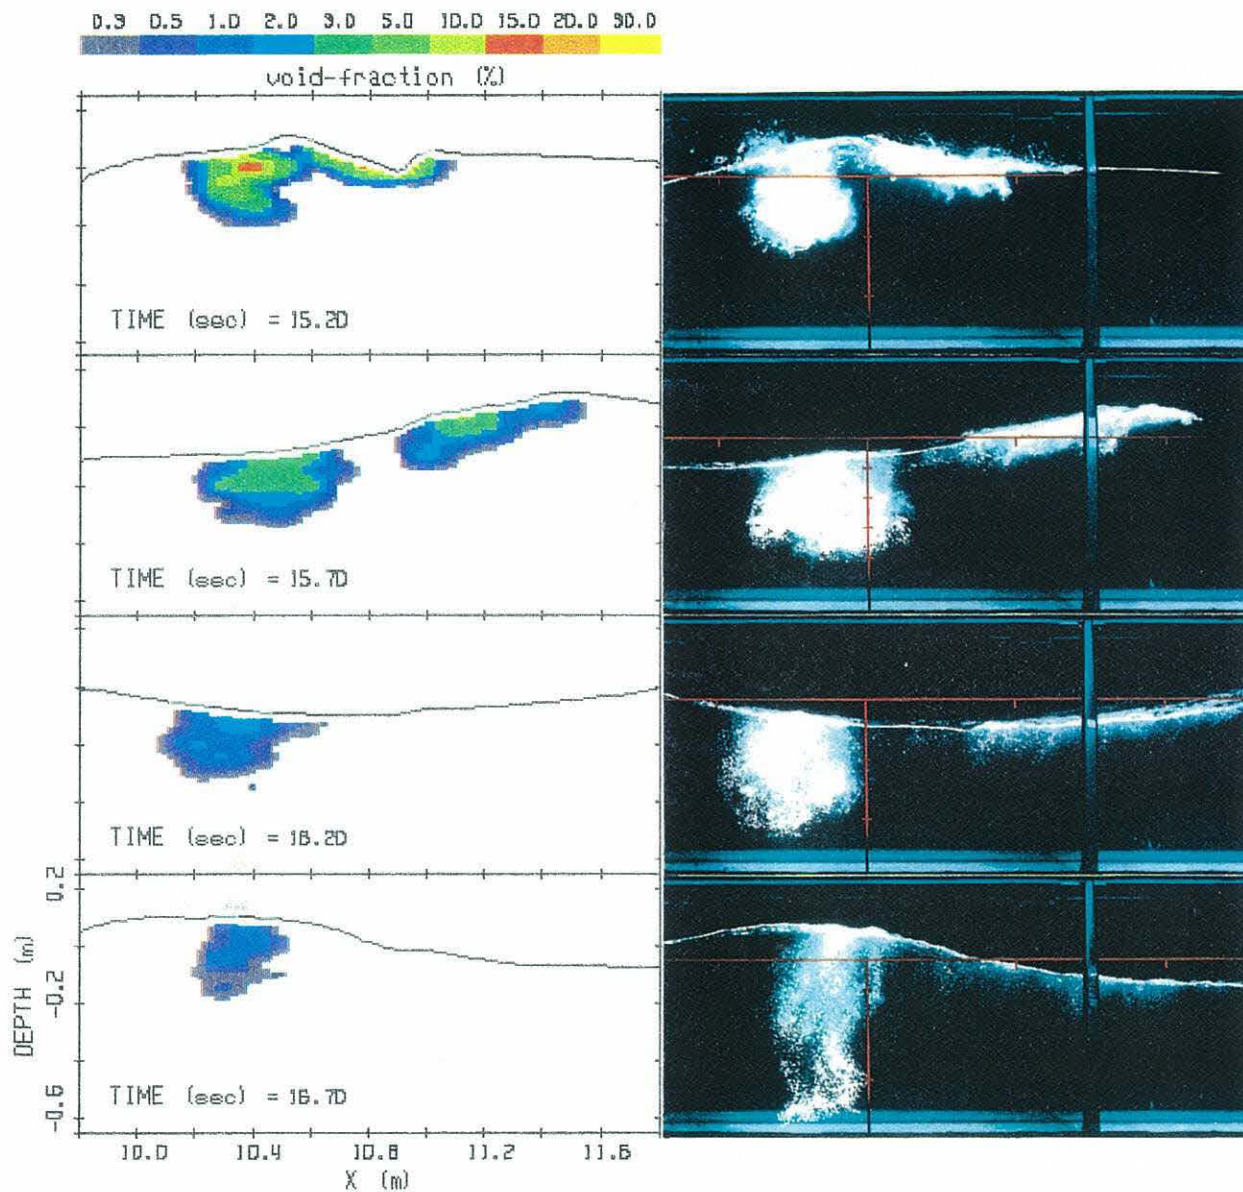 0.3 0.5 1.0 2.0 3.0 5.0 10.0 15.0 20.0 30.0
void-fraction (%)
TIME (sec) = 15.20
TIME (sec) = 15.70
TIME (sec) = 16.20
0.2
DEPTH (m)
-0.2
TIME (sec) = 16.70
-0.6
10.0 10.4 10.8 11.2 11.6
X (m)